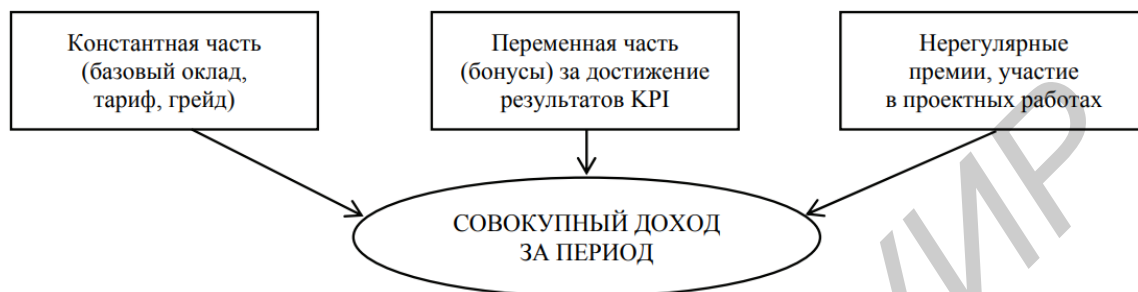 Константная часть
(базовый оклад,
тариф, грейд)
Переменная часть
(бонусы) за достижение
результатов KPI
Нерегулярные
премии, участие
в проектных работах
СОВОКУПНЫЙ ДОХОД
ЗА ПЕРИОД